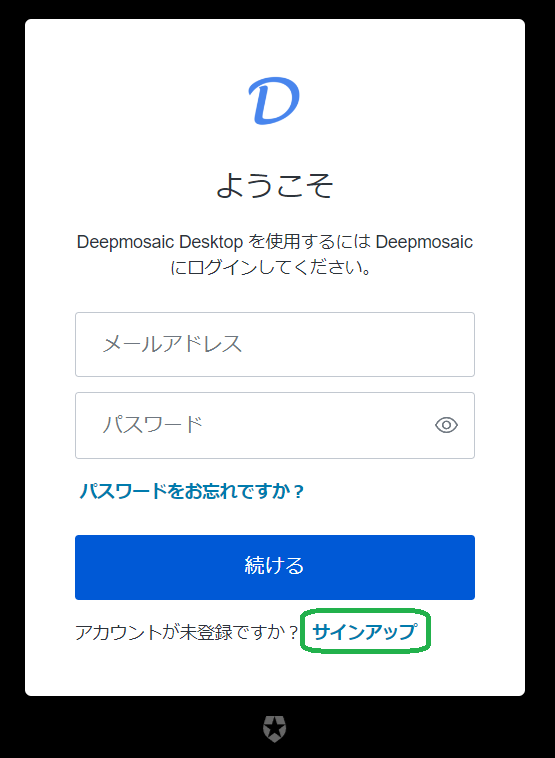 D
ようこそ
Deepmosaic Desktop を使用するには Deepmosaic
にログインしてください。
メールアドレス
パスワード
パスワードをお忘れですか？
続ける
アカウントが未登録ですか？ サインアップ